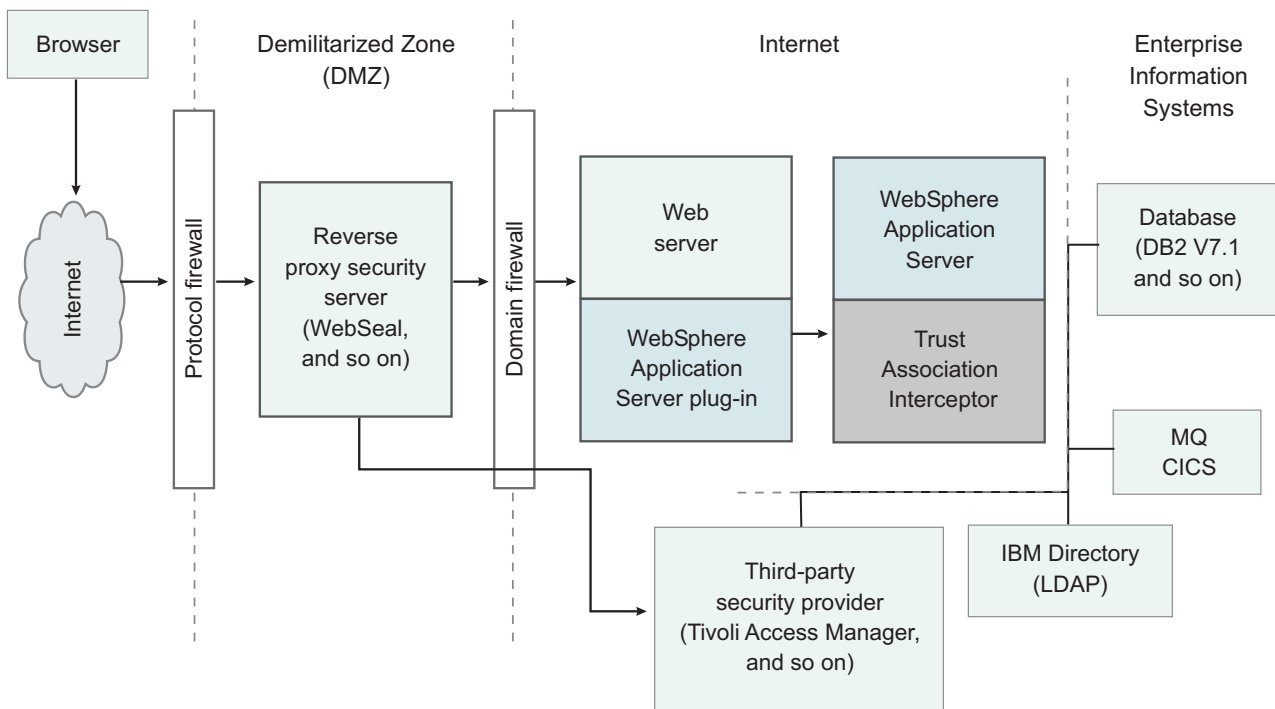 Browser
Demilitarized Zone
(DMZ)
Internet
Enterprise
Information
Systems
Internet
Protocol firewall
Reverse
proxy security
server
(WebSeal,
and so on)
Domain firewall
Web
server
WebSphere
Application
Server plug-in
WebSphere
Application
Server
Trust
Association
Interceptor
Database
(DB2 V7.1
and so on)
MQ
CICS
IBM Directory
(LDAP)
Third-party
security provider
(Tivoli Access Manager,
and so on)